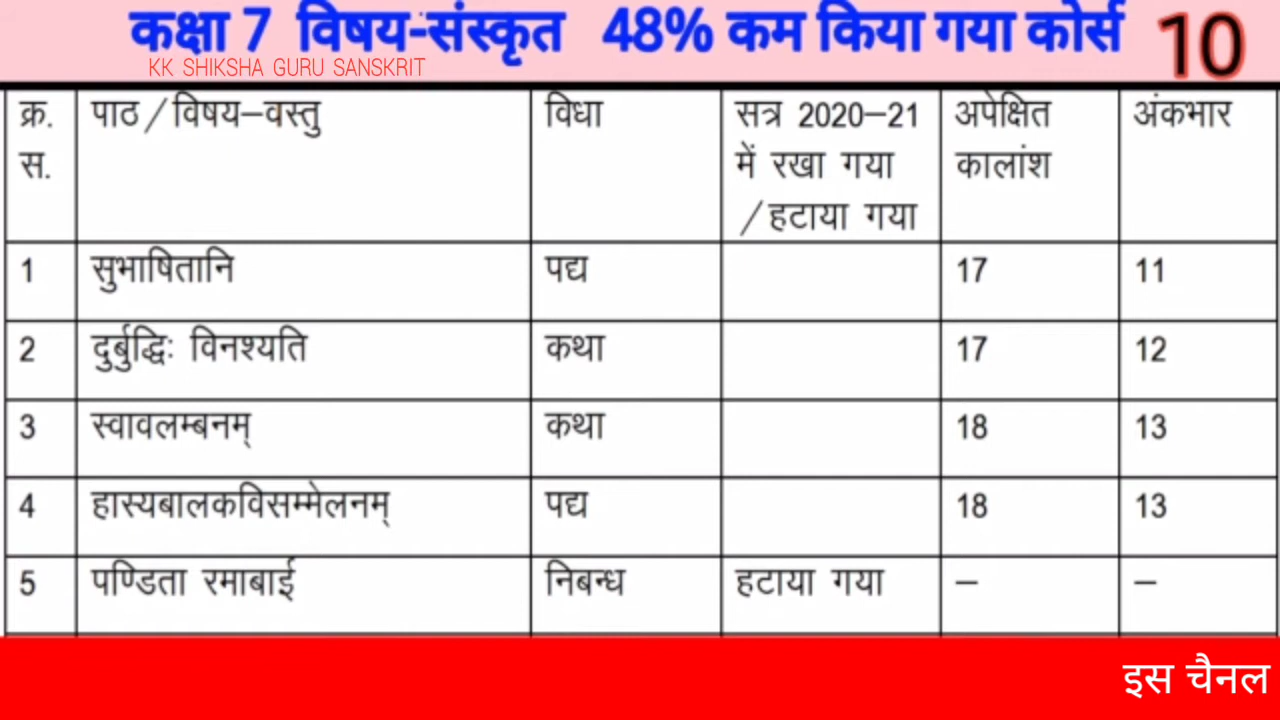 कक्षा 7 विषय-संस्कृत 48% कम किया गया कोर्स 10
KK SHIKSHA GURU SANSKRIT
क्र. स. पाठ/विषय–वस्तु विधा सत्र 2020–21 में रखा गया /हटाया गया अपेक्षित कालांश अंकभार
1 सुभाषितानि पद्य 17 11
2 दुर्बुद्धिः विनश्यति कथा 17 12
3 स्वावलम्बनम् कथा 18 13
4 हास्यबालकविसम्मेलनम् पद्य 18 13
5 पण्डिता रमाबाई निबन्ध हटाया गया – –
इस चैनल